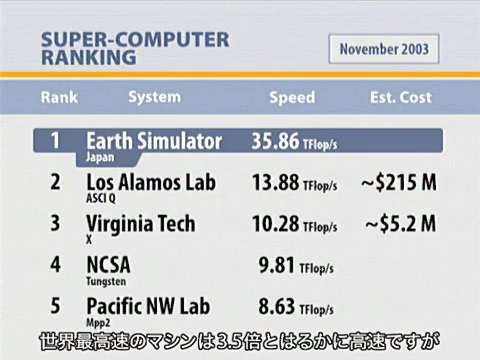 SUPER-COMPUTER
RANKING
November 2003
Rank System Speed Est. Cost
1 Earth Simulator 35.86 TFlop/s
Japan
2 Los Alamos Lab 13.88 TFlop/s ~$215 M
ASCI Q
3 Virginia Tech 10.28 TFlop/s ~$5.2 M
X
4 NCSA 9.81 TFlop/s
Tungsten
5 Pacific NW Lab 8.63 TFlop/s
Mpp2
世界最高速のマシンは3.5倍とはるかに高速ですが